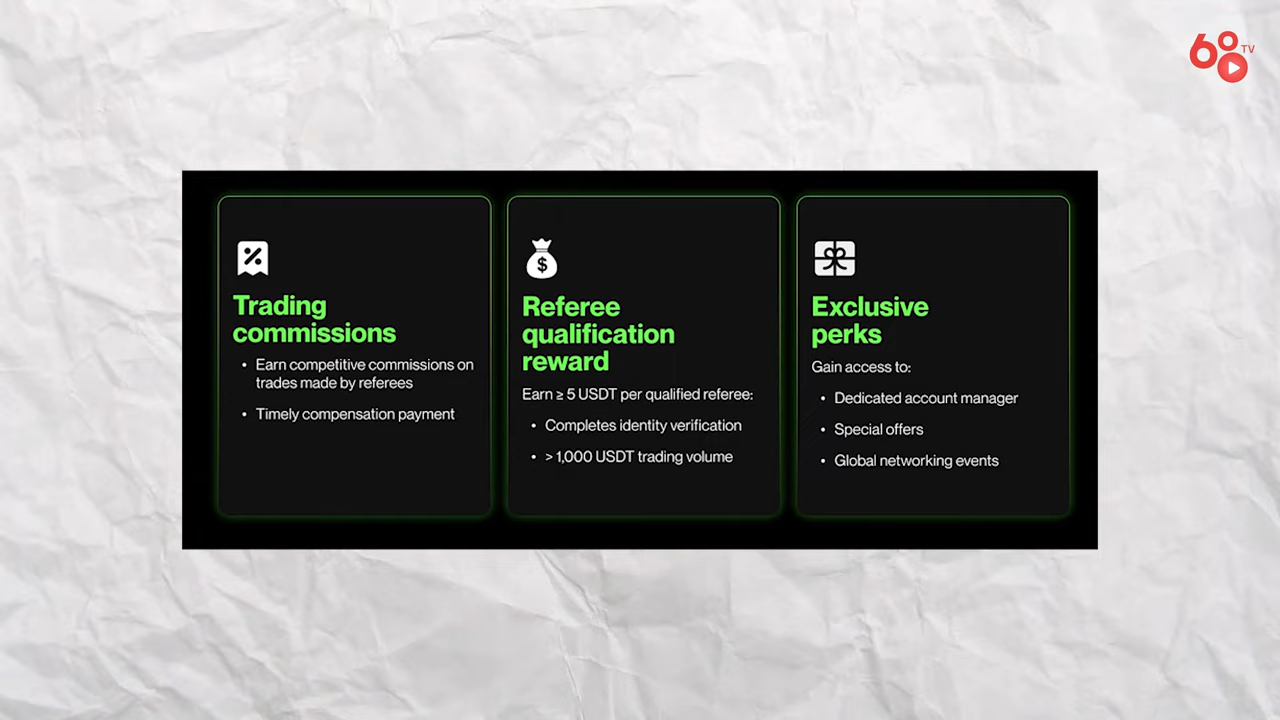 68
TV
Trading
commissions
• Earn competitive commissions on
trades made by referees
• Timely compensation payment
$
Referee
qualification
reward
Earn ≥ 5 USDT per qualified referee:
• Completes identity verification
• > 1,000 USDT trading volume
Exclusive
perks
Gain access to:
• Dedicated account manager
• Special offers
• Global networking events